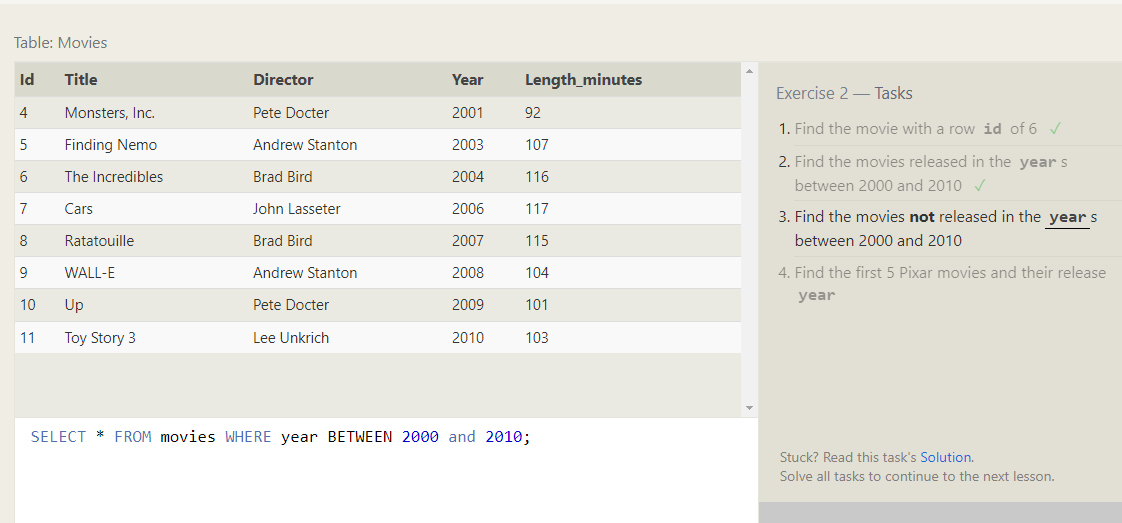 Table: Movies
Id Title Director Year Length_minutes
4 Monsters, Inc. Pete Docter 2001 92
5 Finding Nemo Andrew Stanton 2003 107
6 The Incredibles Brad Bird 2004 116
7 Cars John Lasseter 2006 117
8 Ratatouille Brad Bird 2007 115
9 WALL-E Andrew Stanton 2008 104
10 Up Pete Docter 2009 101
11 Toy Story 3 Lee Unkrich 2010 103
SELECT * FROM movies WHERE year BETWEEN 2000 and 2010;
Exercise 2 — Tasks
1. Find the movie with a row id of 6 ✓
2. Find the movies released in the year s
between 2000 and 2010 ✓
3. Find the movies not released in the year s
between 2000 and 2010
4. Find the first 5 Pixar movies and their release
year
Stuck? Read this task's Solution.
Solve all tasks to continue to the next lesson.